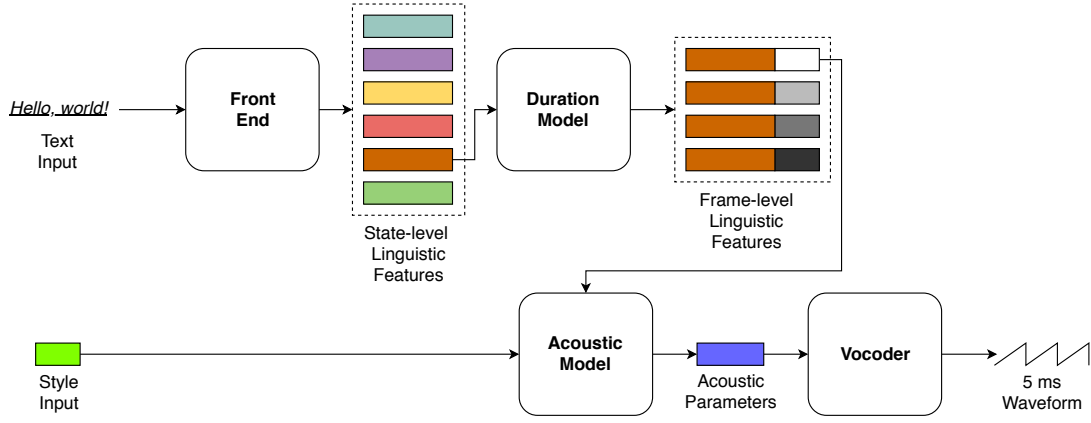 Hello, world!
Text
Input
Front
End
State-level
Linguistic
Features
Duration
Model
Frame-level
Linguistic
Features
Style
Input
Acoustic
Model
Acoustic
Parameters
Vocoder
5 ms
Waveform